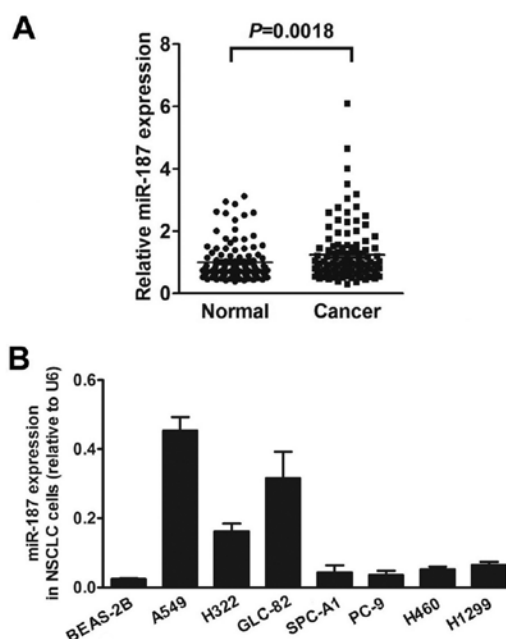 A
P=0.0018
Relative miR-187 expression
8
6
4
2
0
Normal Cancer
B
miR-187 expression
in NSCLC cells (relative to U6)
0.6
0.4
0.2
0.0
BEAS-2B A549 H322 GLC-82 SPC-A1 PC-9 H460 H1299